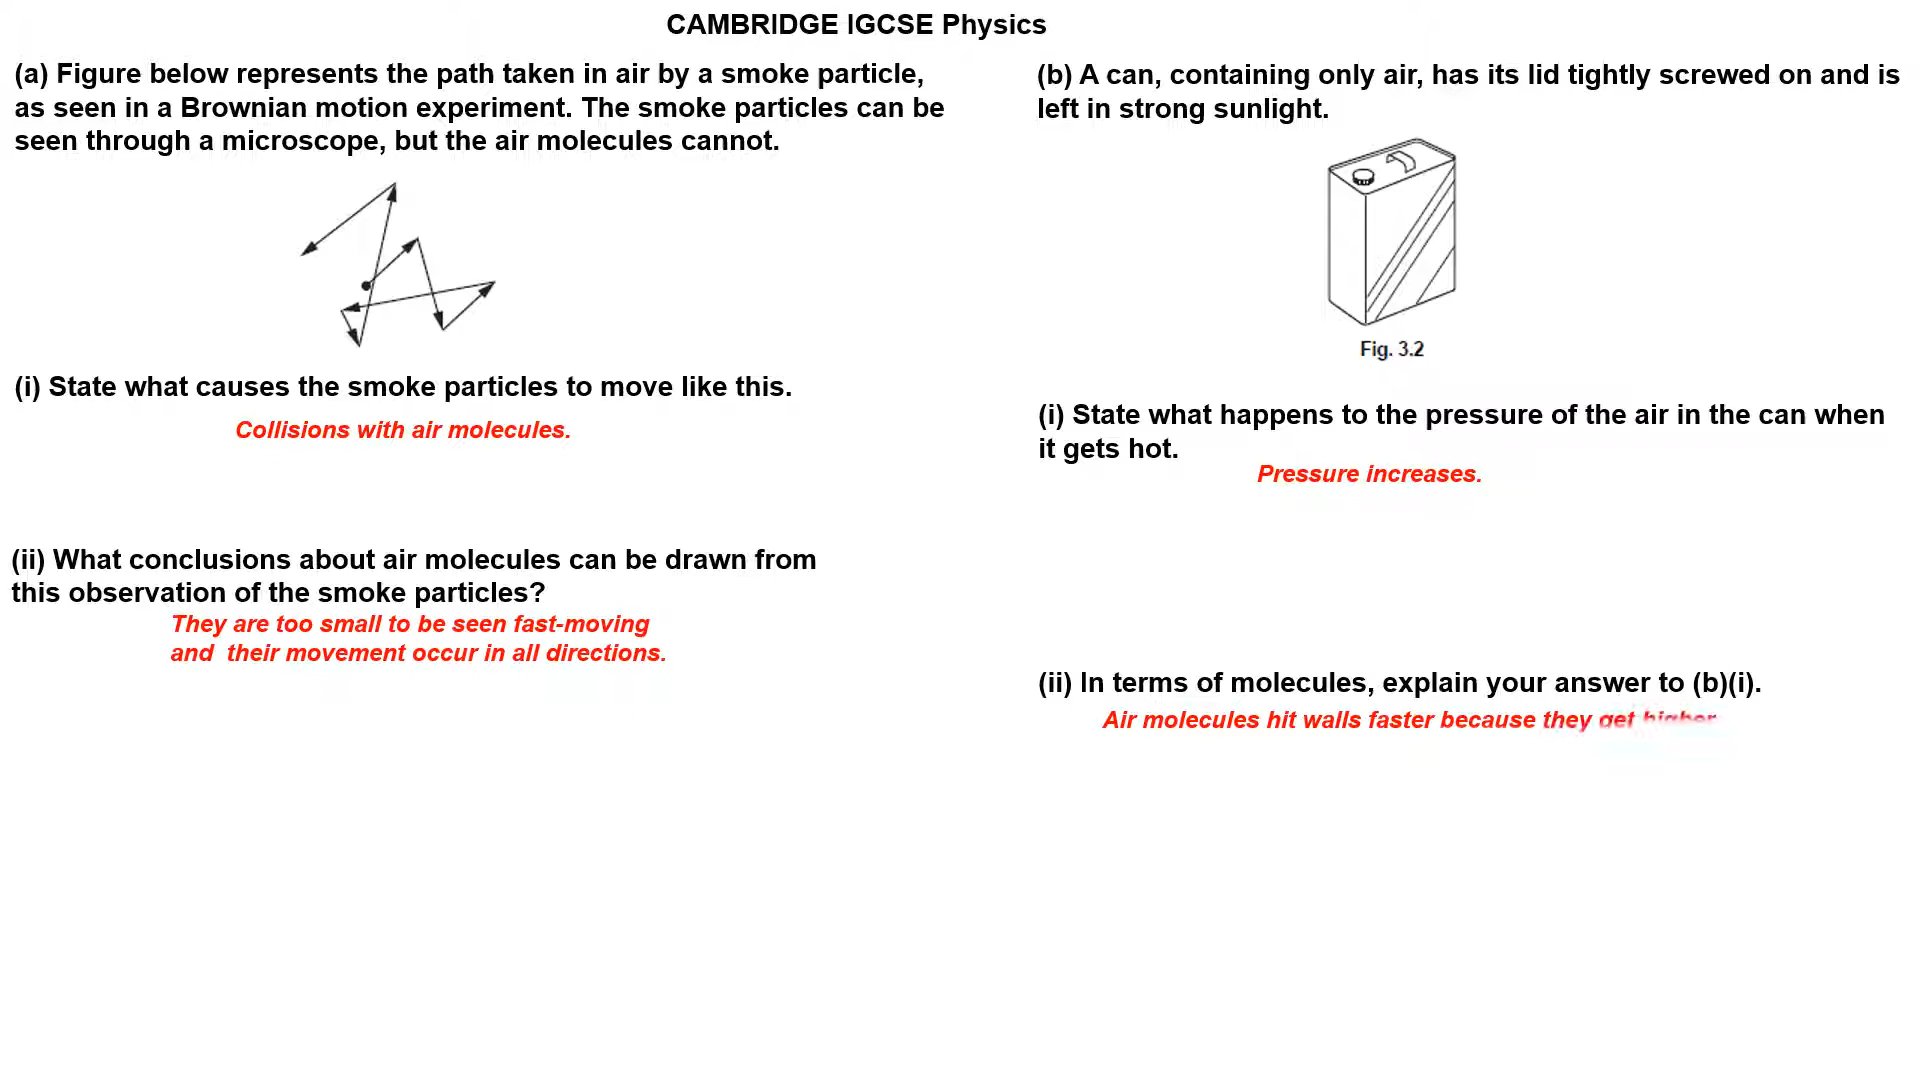 CAMBRIDGE IGCSE Physics
(a) Figure below represents the path taken in air by a smoke particle,
as seen in a Brownian motion experiment. The smoke particles can be
seen through a microscope, but the air molecules cannot.
(i) State what causes the smoke particles to move like this.
Collisions with air molecules.
(ii) What conclusions about air molecules can be drawn from
this observation of the smoke particles?
They are too small to be seen fast-moving
and their movement occur in all directions.
(b) A can, containing only air, has its lid tightly screwed on and is
left in strong sunlight.
Fig. 3.2
(i) State what happens to the pressure of the air in the can when
it gets hot.
Pressure increases.
(ii) In terms of molecules, explain your answer to (b)(i).
Air molecules hit walls faster because they get higher